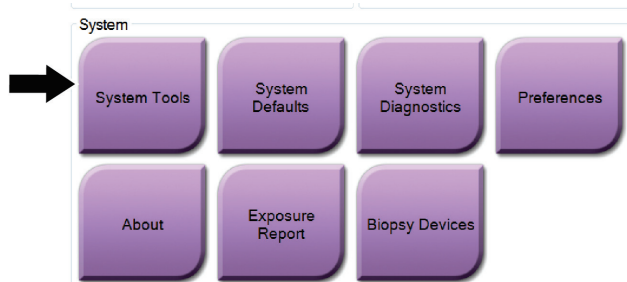 System
System Tools
System
Defaults
System
Diagnostics
Preferences
About
Exposure
Report
Biopsy Devices